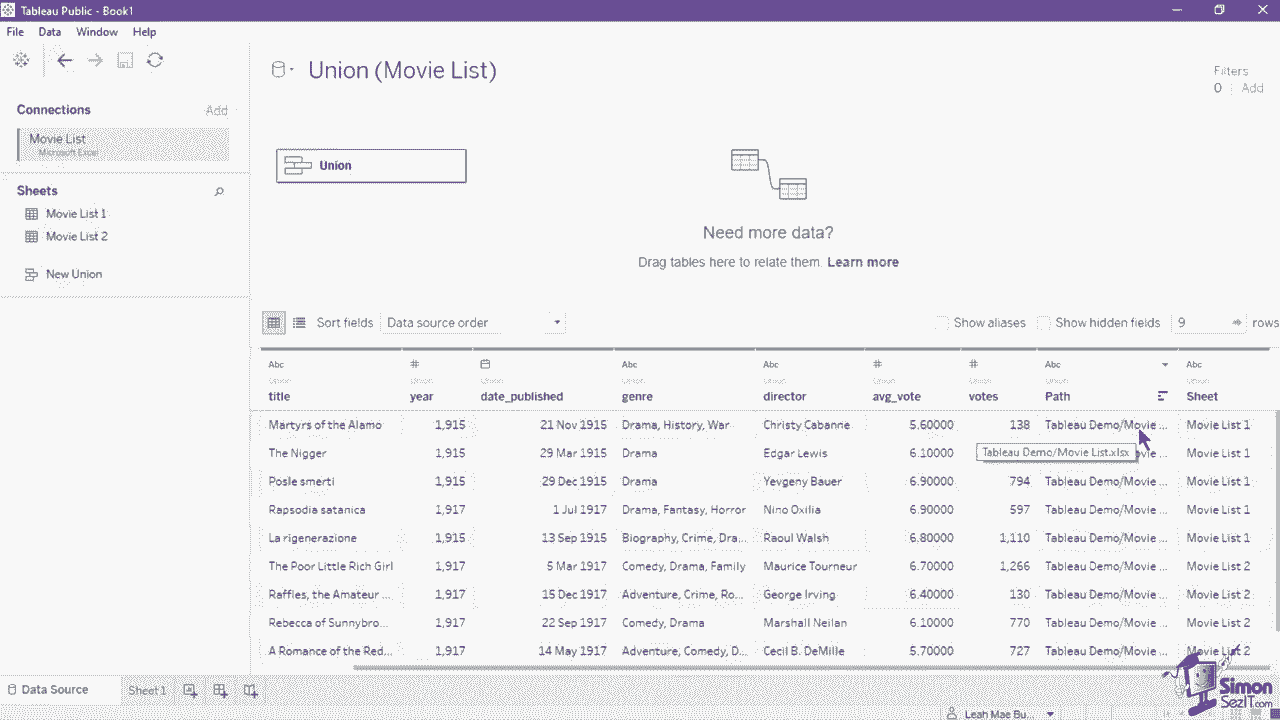 Tableau Public - Book1
File Data Window Help
Union (Movie List)
Filters
0 Add
Connections Add
Movie List
Microsoft Excel
Union
Sheets
Movie List 1
Movie List 2
New Union
Need more data?
Drag tables here to relate them. Learn more
Sort fields Data source order Show aliases Show hidden fields 9 rows
Abc # Abc Abc # # Abc Abc
Union Union Union Union Union Union Union Union Union
title year date_published genre director avg_vote votes Path Sheet
Martyrs of the Alamo 1,915 21 Nov 1915 Drama, History, War Christy Cabanne 5.60000 138 Tableau Demo/Movie ... Movie List 1
The Nigger 1,915 29 Mar 1915 Drama Edgar Lewis 6.10000 Tableau Demo/Movie List.xlsx Movie List 1
Posle smerti 1,915 29 Dec 1915 Drama Yevgeny Bauer 6.90000 794 Tableau Demo/Movie ... Movie List 1
Rapsodia satanica 1,917 1 Jul 1917 Drama, Fantasy, Horror Nino Oxilia 6.90000 597 Tableau Demo/Movie ... Movie List 1
La rigenerazione 1,915 13 Sep 1915 Biography, Crime, Dra... Raoul Walsh 6.80000 1,110 Tableau Demo/Movie ... Movie List 1
The Poor Little Rich Girl 1,917 5 Mar 1917 Comedy, Drama, Family Maurice Tourneur 6.70000 1,266 Tableau Demo/Movie ... Movie List 2
Raffles, the Amateur ... 1,917 15 Dec 1917 Adventure, Crime, Ro... George Irving 6.40000 130 Tableau Demo/Movie ... Movie List 2
Rebecca of Sunnybro... 1,917 22 Sep 1917 Comedy, Drama Marshall Neilan 6.10000 770 Tableau Demo/Movie ... Movie List 2
A Romance of the Red... 1,917 14 May 1917 Adventure, Comedy, D... Cecil B. DeMille 5.70000 727 Tableau Demo/Movie ... Movie List 2
Data Source Sheet 1
Simon
SezIT.com
Leah Mae Bu...